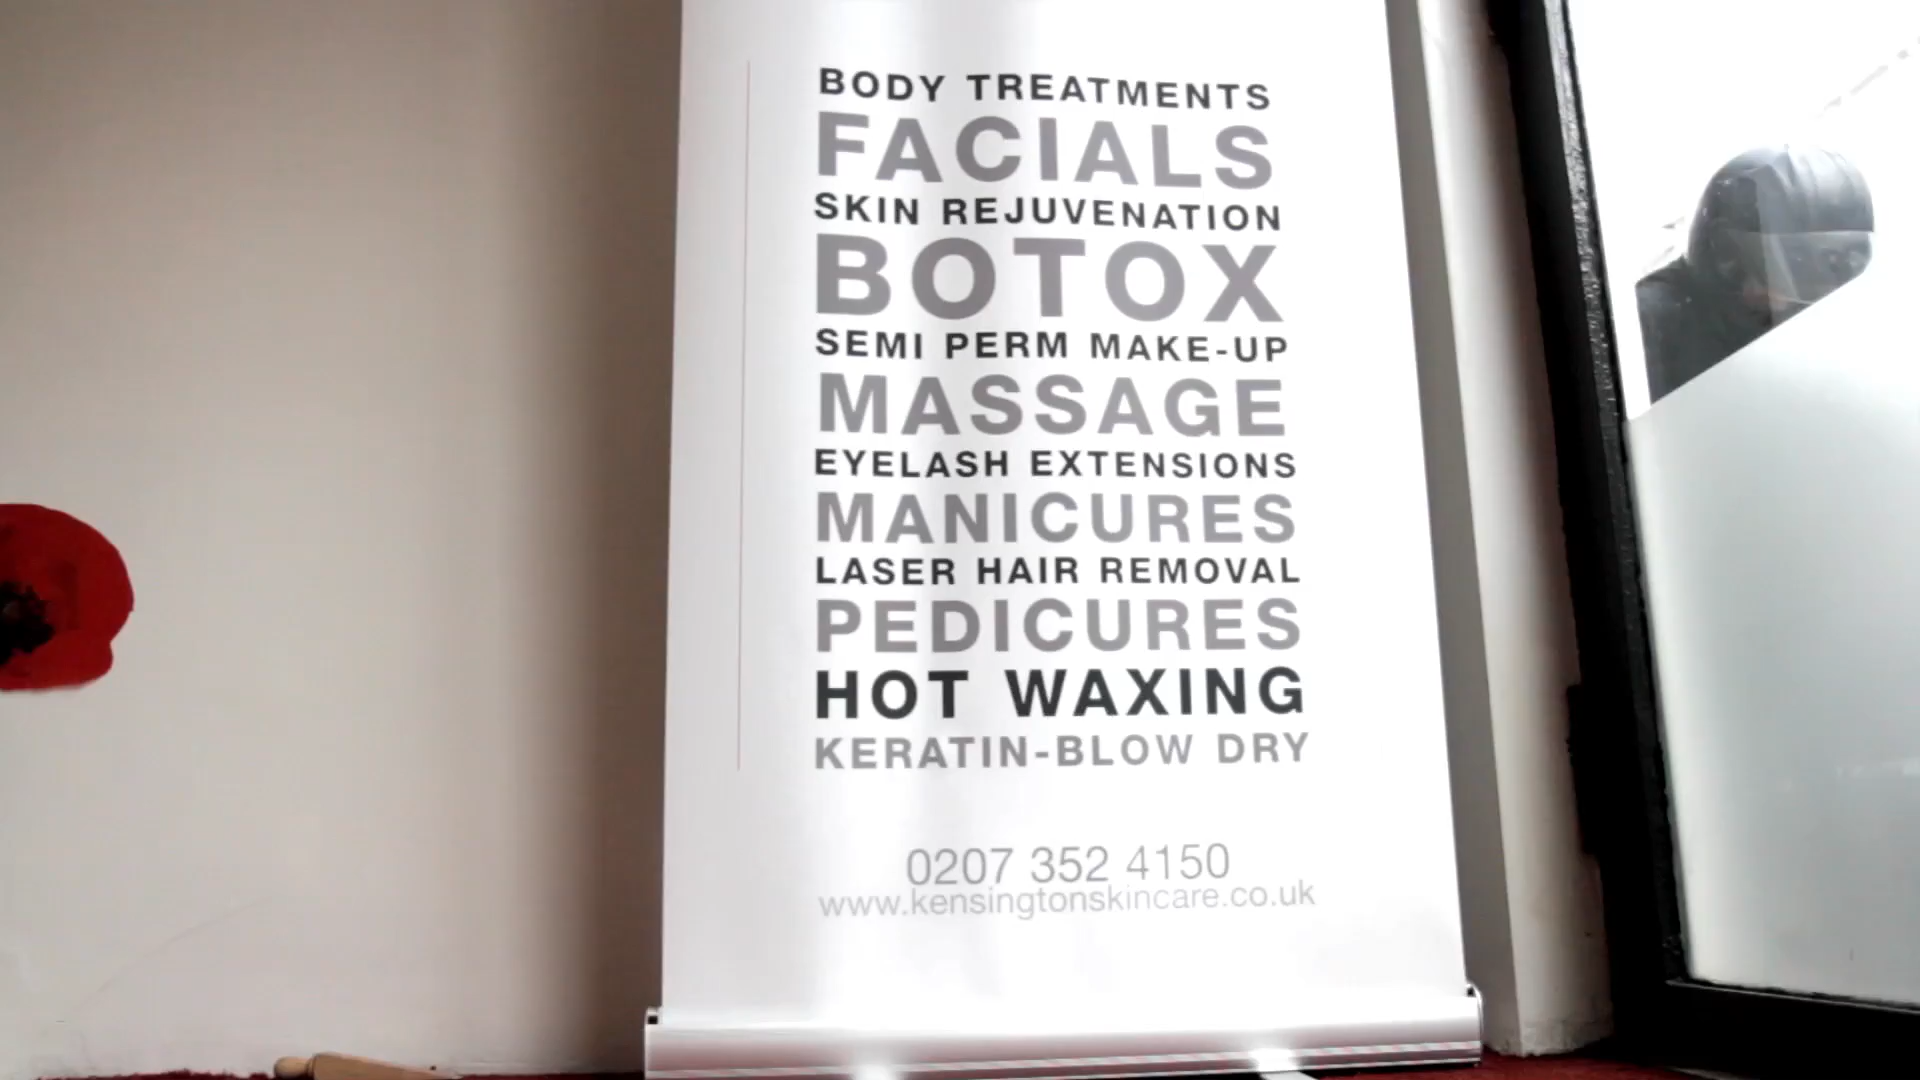 BODY TREATMENTS
FACIALS
SKIN REJUVENATION
BOTOX
SEMI PERM MAKE-UP
MASSAGE
EYELASH EXTENSIONS
MANICURES
LASER HAIR REMOVAL
PEDICURES
HOT WAXING
KERATIN-BLOW DRY
0207 352 4150
www.kensingtonskincare.co.uk